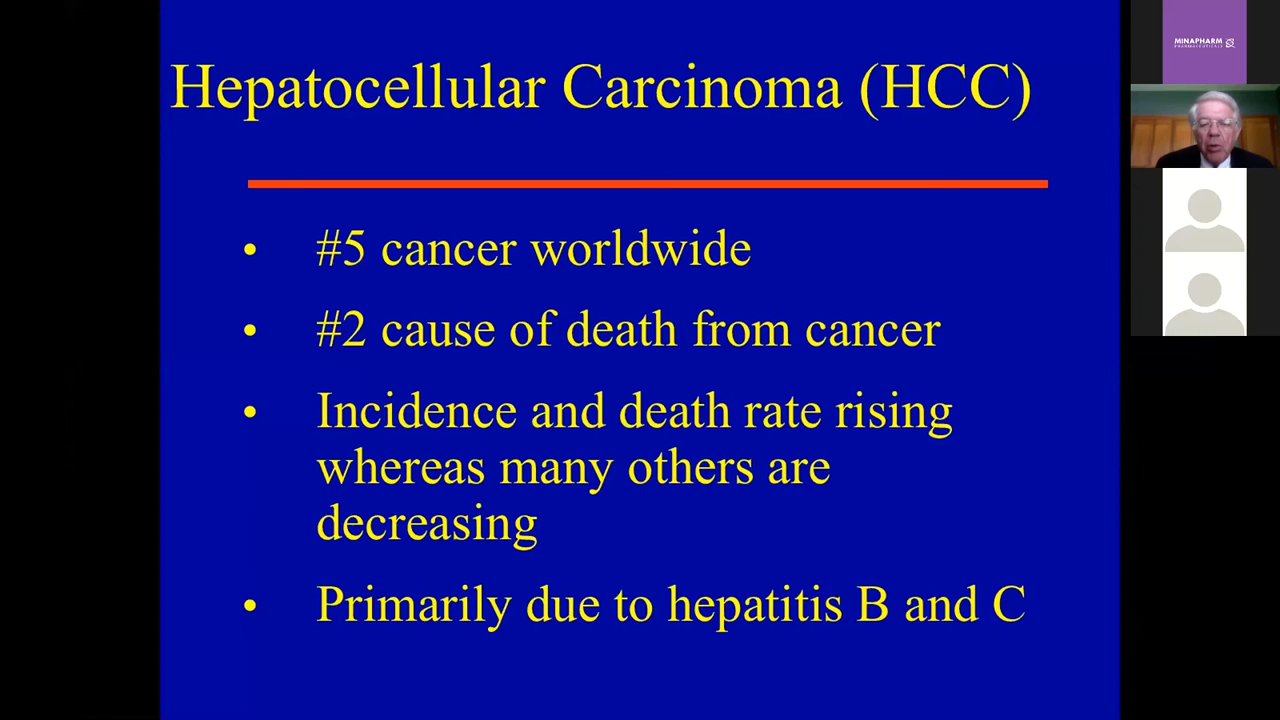 Hepatocellular Carcinoma (HCC)
• #5 cancer worldwide
• #2 cause of death from cancer
• Incidence and death rate rising
whereas many others are
decreasing
• Primarily due to hepatitis B and C
MINAPHARM
PHARMACEUTICALS